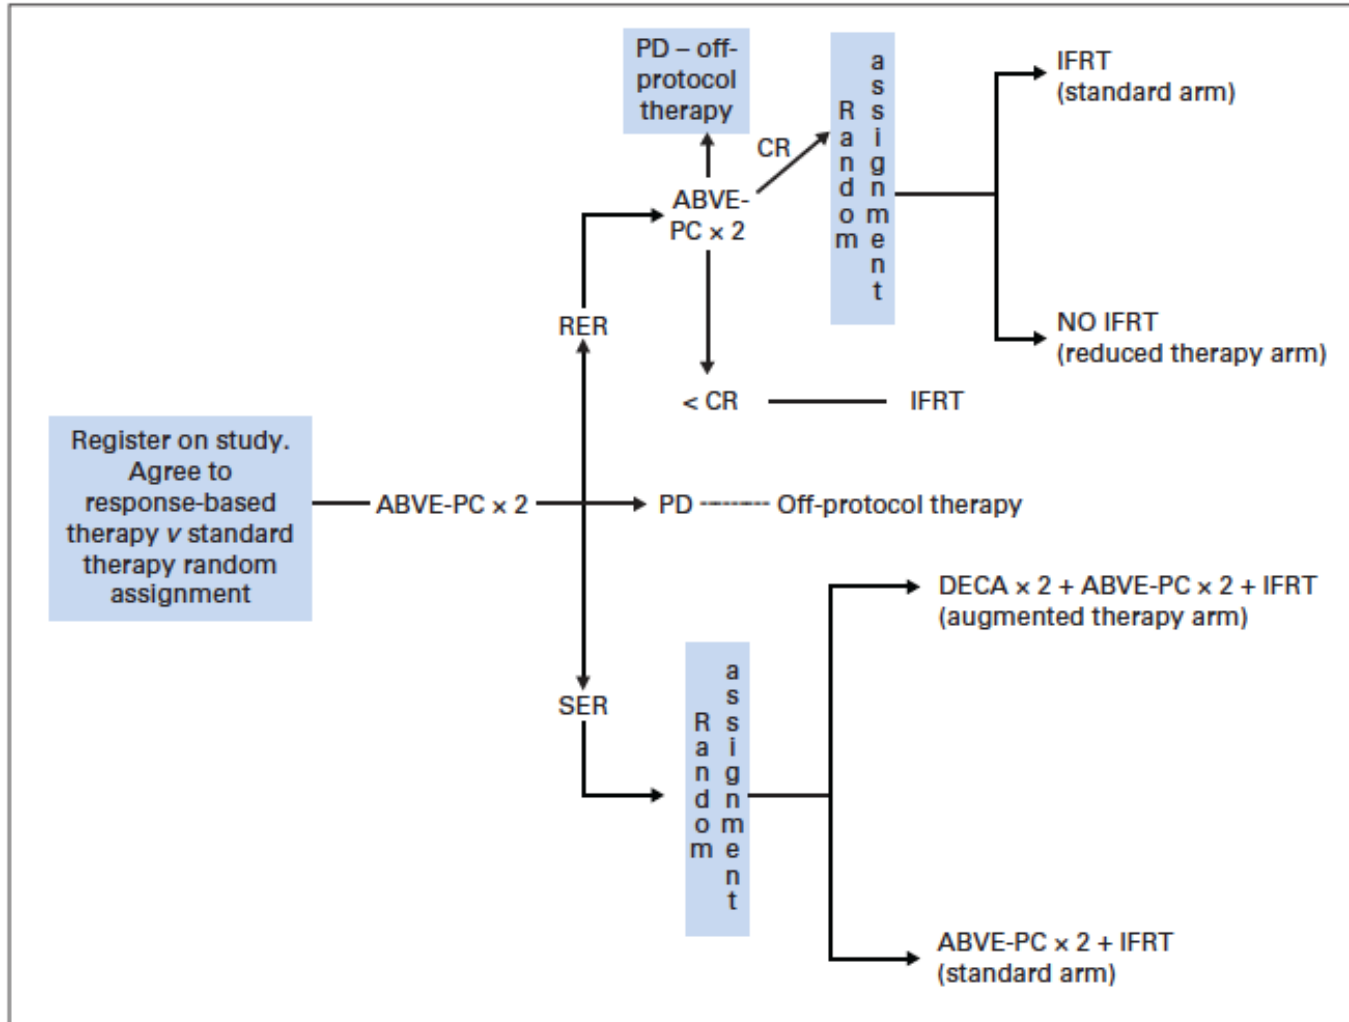 PD – off-
protocol
therapy
CR
Random
assignment
IFRT
(standard arm)
ABVE-
PC × 2
RER
NO IFRT
(reduced therapy arm)
< CR
IFRT
Register on study.
Agree to
response-based
therapy v standard
therapy random
assignment
ABVE-PC × 2
PD
Off-protocol therapy
DECA × 2 + ABVE-PC × 2 + IFRT
(augmented therapy arm)
SER
Random
assignment
ABVE-PC × 2 + IFRT
(standard arm)